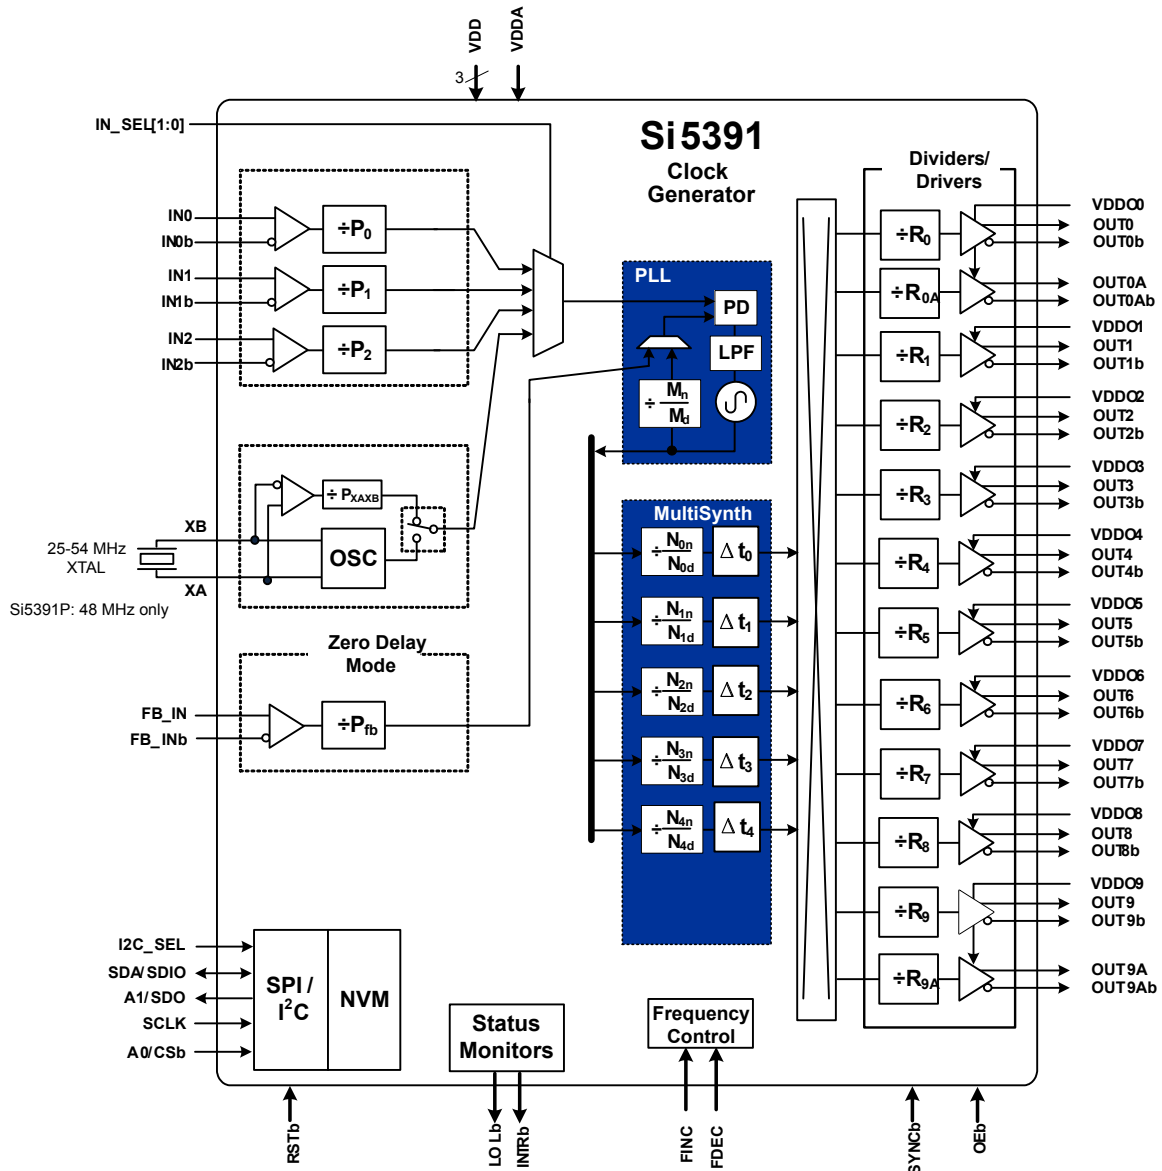 VDD
VDDA
3
IN_SEL[1:0]
Si5391
Clock
Generator
Dividers/
Drivers
IN0
IN0b
÷P0
IN1
IN1b
÷P1
IN2
IN2b
÷P2
PLL
PD
LPF
÷ Mn
Md
XB
÷ PXAXB
OSC
25-54 MHz
XTAL
XA
Si5391P: 48 MHz only
Zero Delay
Mode
FB_IN
FB_INb
÷Pfb
MultiSynth
÷ N0n
N0d
Δ t0
÷ N1n
N1d
Δ t1
÷ N2n
N2d
Δ t2
÷ N3n
N3d
Δ t3
÷ N4n
N4d
Δ t4
÷R0
VDDO0
OUT0
OUT0b
÷R0A
OUT0A
OUT0Ab
÷R1
VDDO1
OUT1
OUT1b
÷R2
VDDO2
OUT2
OUT2b
÷R3
VDDO3
OUT3
OUT3b
÷R4
VDDO4
OUT4
OUT4b
÷R5
VDDO5
OUT5
OUT5b
÷R6
VDDO6
OUT6
OUT6b
÷R7
VDDO7
OUT7
OUT7b
÷R8
VDDO8
OUT8
OUT8b
÷R9
VDDO9
OUT9
OUT9b
÷R9A
OUT9A
OUT9Ab
I2C_SEL
SDA/SDIO
A1/SDO
SCLK
A0/CSb
SPI /
I²C
NVM
Status
Monitors
Frequency
Control
RSTb
LOLb
INTRb
FINC
FDEC
SYNCb
OEb